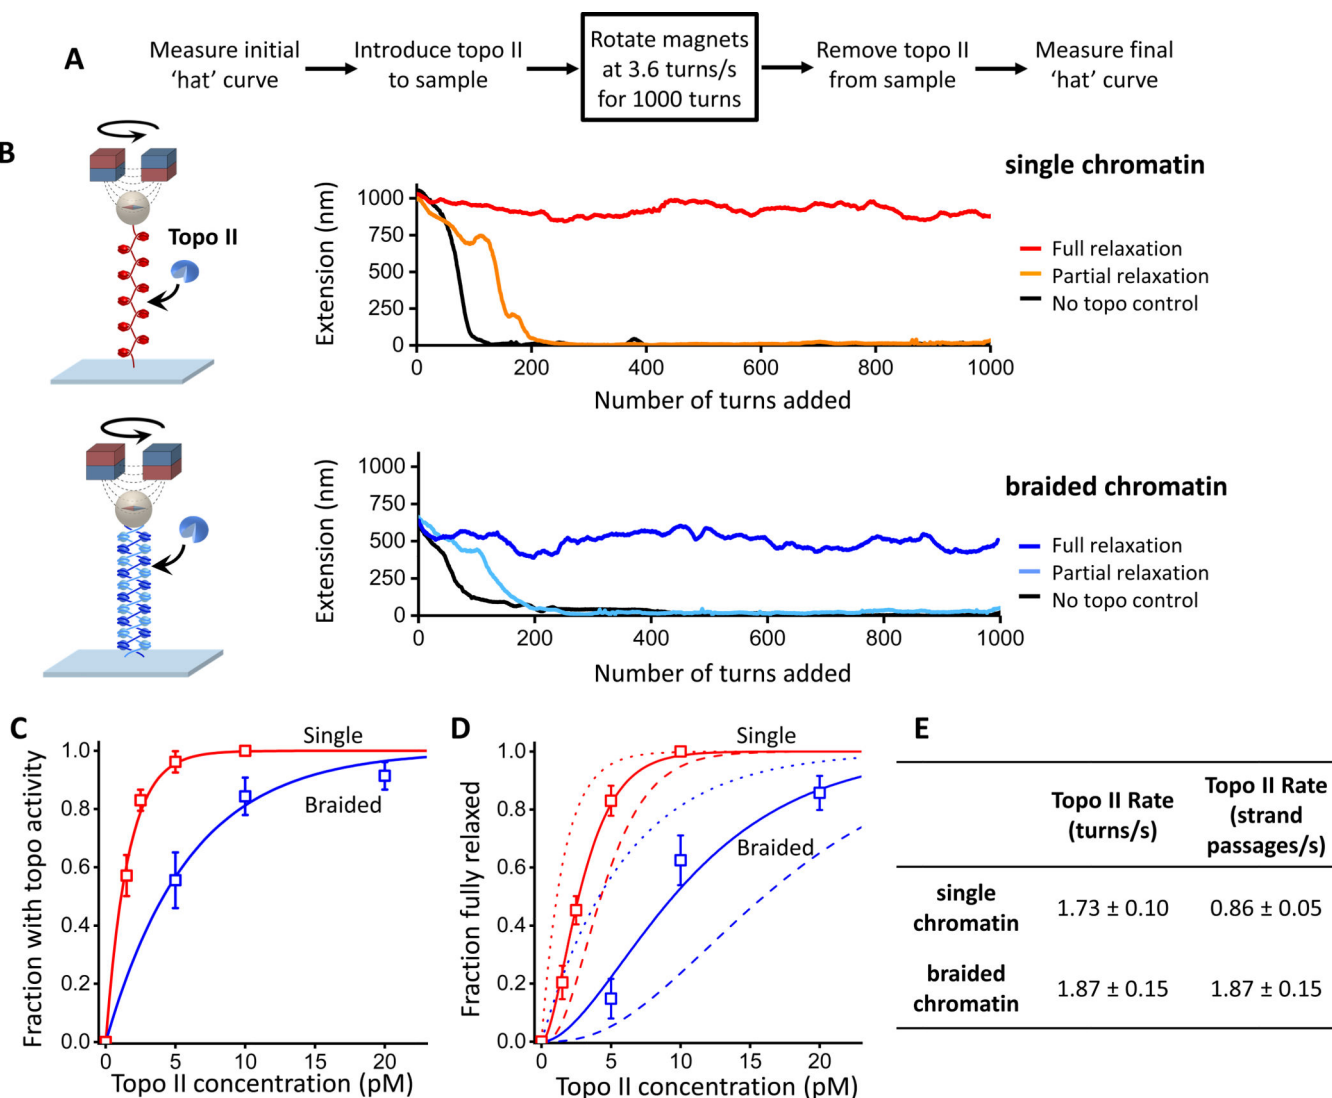 A
Measure initial
‘hat’ curve
Introduce topo II
to sample
Rotate magnets
at 3.6 turns/s
for 1000 turns
Remove topo II
from sample
Measure final
‘hat’ curve
B
Topo II
single chromatin
Extension (nm)
1000
750
500
250
0
0 200 400 600 800 1000
Number of turns added
Full relaxation
Partial relaxation
No topo control
braided chromatin
Extension (nm)
1000
750
500
250
0
0 200 400 600 800 1000
Number of turns added
Full relaxation
Partial relaxation
No topo control
C
Fraction with topo activity
1.0
0.8
0.6
0.4
0.2
0.0
Single
Braided
0 5 10 15 20
Topo II concentration (pM)
D
Fraction fully relaxed
1.0
0.8
0.6
0.4
0.2
0.0
Single
Braided
0 5 10 15 20
Topo II concentration (pM)
E
Topo II Rate
(turns/s)
Topo II Rate
(strand
passages/s)
single
chromatin
1.73 ± 0.10 0.86 ± 0.05
braided
chromatin
1.87 ± 0.15 1.87 ± 0.15